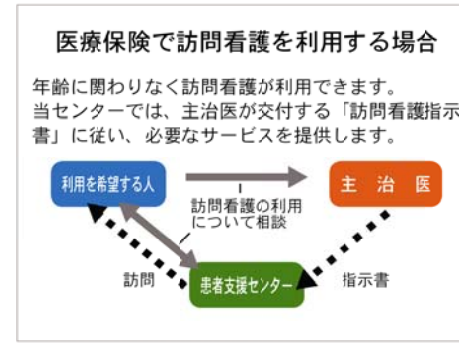 医療保険で訪問看護を利用する場合
年齢に関わりなく訪問看護が利用できます。
当センターでは、主治医が交付する「訪問看護指示
書」に従い、必要なサービスを提供します。
利用を希望する人
主治医
訪問看護の利用
について相談
訪問
患者支援センター
指示書